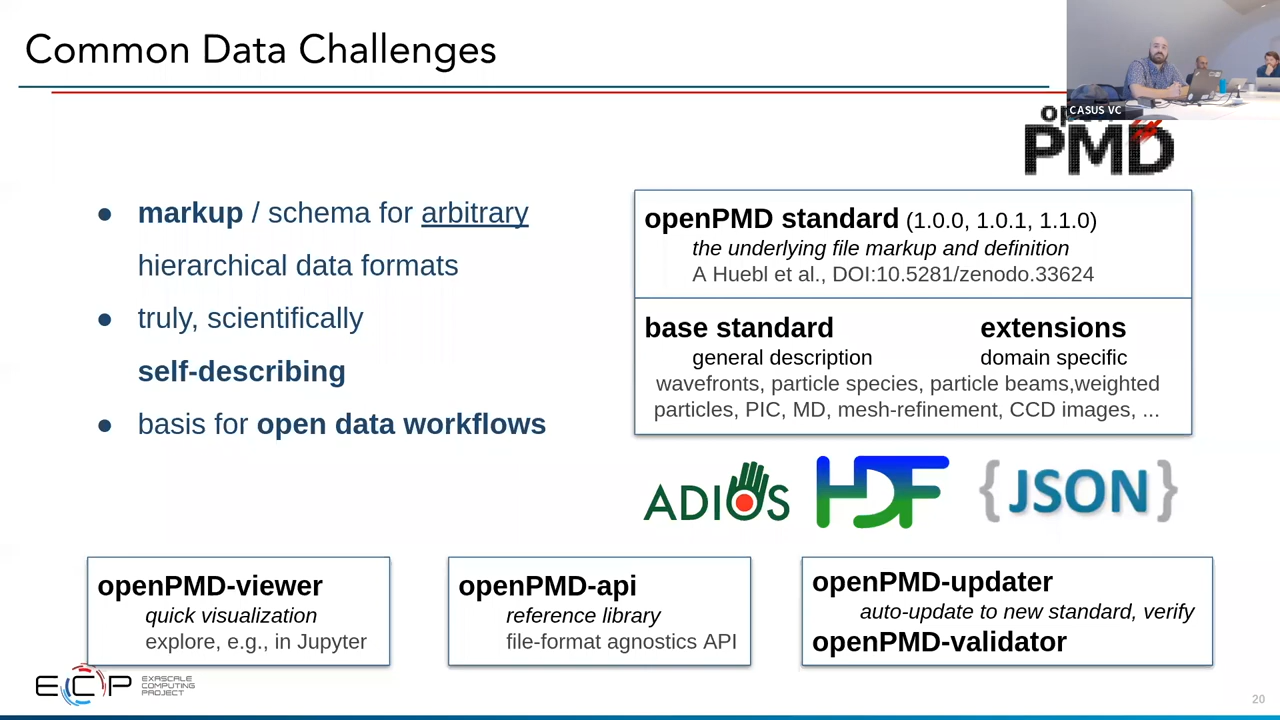 Common Data Challenges
CASUS VC
PMD
● markup / schema for arbitrary
hierarchical data formats
● truly, scientifically
self-describing
● basis for open data workflows
openPMD standard (1.0.0, 1.0.1, 1.1.0)
the underlying file markup and definition
A Huebl et al., DOI:10.5281/zenodo.33624
base standard
general description
extensions
domain specific
wavefronts, particle species, particle beams,weighted
particles, PIC, MD, mesh-refinement, CCD images, ...
ADIOS
HDF
{JSON}
openPMD-viewer
quick visualization
explore, e.g., in Jupyter
openPMD-api
reference library
file-format agnostics API
openPMD-updater
auto-update to new standard, verify
openPMD-validator
ECP
EXASCALE
COMPUTING
PROJECT
20